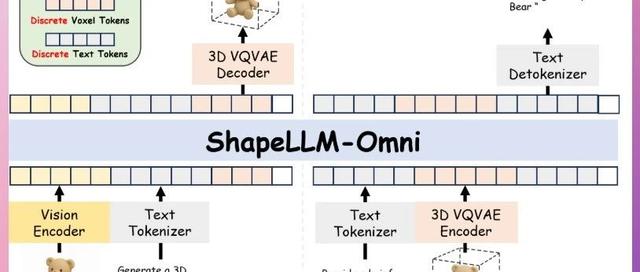 Discrete Voxel Tokens
Discrete Text Tokens
3D VQVAE
Decoder
Bear "
Text
Detokenizer
ShapeLLM-Omni
Vision
Encoder
Text
Tokenizer
Text
Tokenizer
3D VQVAE
Encoder
Generate a 3D